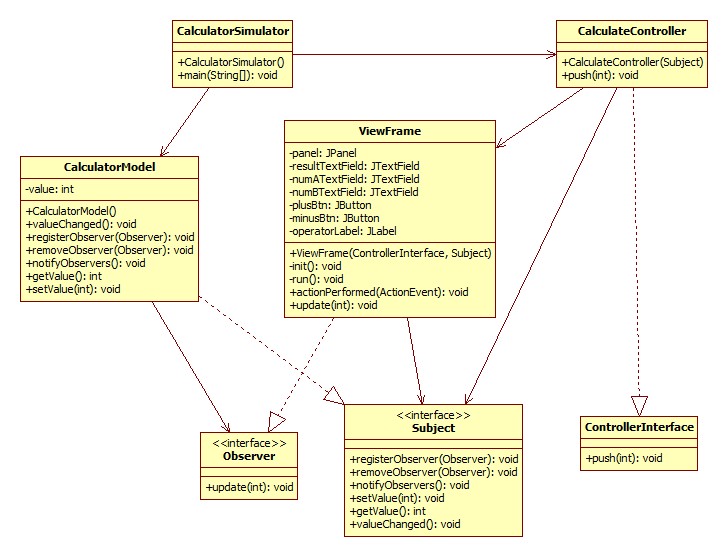 CalculatorSimulator
+CalculatorSimulator()
+main(String[]): void
CalculateController
+CalculateController(Subject)
+push(int): void
ViewFrame
-panel: JPanel
-resultTextField: JTextField
-numATextField: JTextField
-numBTextField: JTextField
-plusBtn: JButton
-minusBtn: JButton
-operatorLabel: JLabel
+ViewFrame(ControllerInterface, Subject)
-init(): void
-run(): void
+actionPerformed(ActionEvent): void
+update(int): void
CalculatorModel
-value: int
+CalculatorModel()
+valueChanged(): void
+registerObserver(Observer): void
+removeObserver(Observer): void
+notifyObservers(): void
+getValue(): int
+setValue(int): void
<<interface>>
Observer
+update(int): void
<<interface>>
Subject
+registerObserver(Observer): void
+removeObserver(Observer): void
+notifyObservers(): void
+setValue(int): void
+getValue(): int
+valueChanged(): void
ControllerInterface
+push(int): void